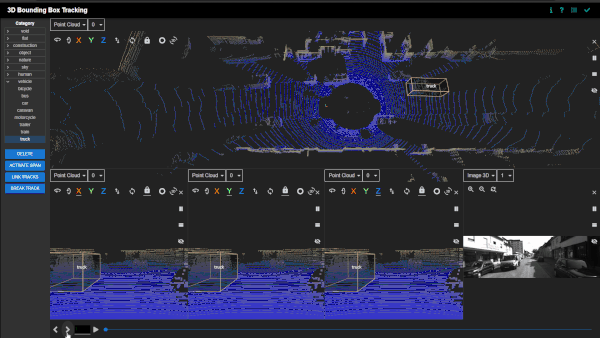 3D Bounding Box Tracking
Category
void
flat
construction
object
nature
sky
human
vehicle
bicycle
bus
car
caravan
motorcycle
trailer
train
truck
DELETE
ACTIVATE SPAN
LINK TRACKS
BREAK TRACK
Point Cloud 0
X Y Z
truck
Point Cloud 0
X Y Z
truck
Point Cloud 0
X Y Z
truck
Point Cloud 0
X Y Z
truck
Image 3D 1